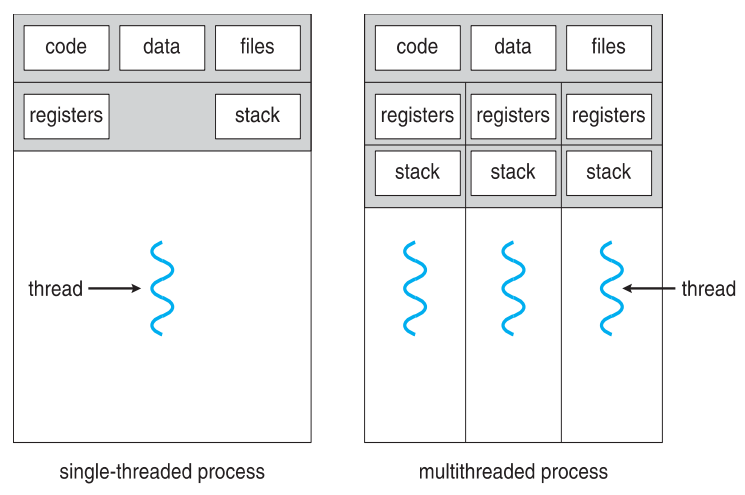 code data files
registers stack
thread
single-threaded process
code data files
registers registers registers
stack stack stack
thread
multithreaded process